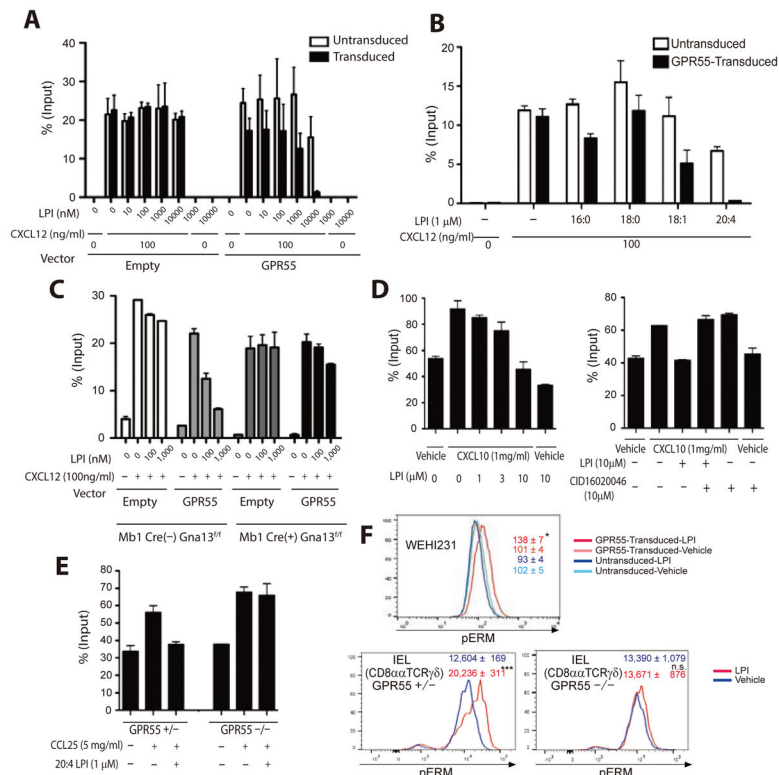 A
Untransduced
Transduced
% (Input)
40
30
20
10
0
LPI (nM) 0 0 10 100 1000 10000 0 10000 0 0 10 100 1000 10000 0 1000
CXCL12 (ng/ml) 0 100 0 0 100 0
Vector Empty GPR55
B
Untransduced
GPR55-Transduced
% (Input)
20
15
10
5
0
LPI (1 μM) – – 16:0 18:0 18:1 20:4
CXCL12 (ng/ml) 0 100
C
% (Input)
30
20
10
0
LPI (nM) 0 0 100 1,000 0 0 100 1,000 0 0 100 1,000 0 0 100 1,000
CXCL12 (100ng/ml) – + + + – + + + – + + + – + + +
Vector
Empty GPR55 Empty GPR55
Mb1 Cre(–) Gna13f/f Mb1 Cre(+) Gna13f/f
D
% (Input)
100
80
60
40
20
0
Vehicle CXCL10 (1mg/ml) Vehicle
LPI (μM) 0 0 1 3 10 10
% (Input)
80
60
40
20
0
Vehicle CXCL10 (1mg/ml) Vehicle
LPI (10μM) – – + + – –
CID16020046 – – – + + +
(10μM)
E
% (Input)
100
80
60
40
20
0
GPR55 +/– GPR55 –/–
CCL25 (5 mg/ml) – + + – + +
20:4 LPI (1 μM) – – + – – +
F
WEHI231
138 ± 7 *
101 ± 4
93 ± 4
102 ± 5
pERM
GPR55-Transduced-LPI
GPR55-Transduced-Vehicle
Untransduced-LPI
Untransduced-Vehicle
IEL
(CD8ααTCRγδ)
GPR55 +/–
12,604 ± 169
20,236 ± 311 ***
pERM
IEL
(CD8ααTCRγδ)
GPR55 –/–
13,390 ± 1,079
n.s.
13,671 ± 876
pERM
LPI
Vehicle